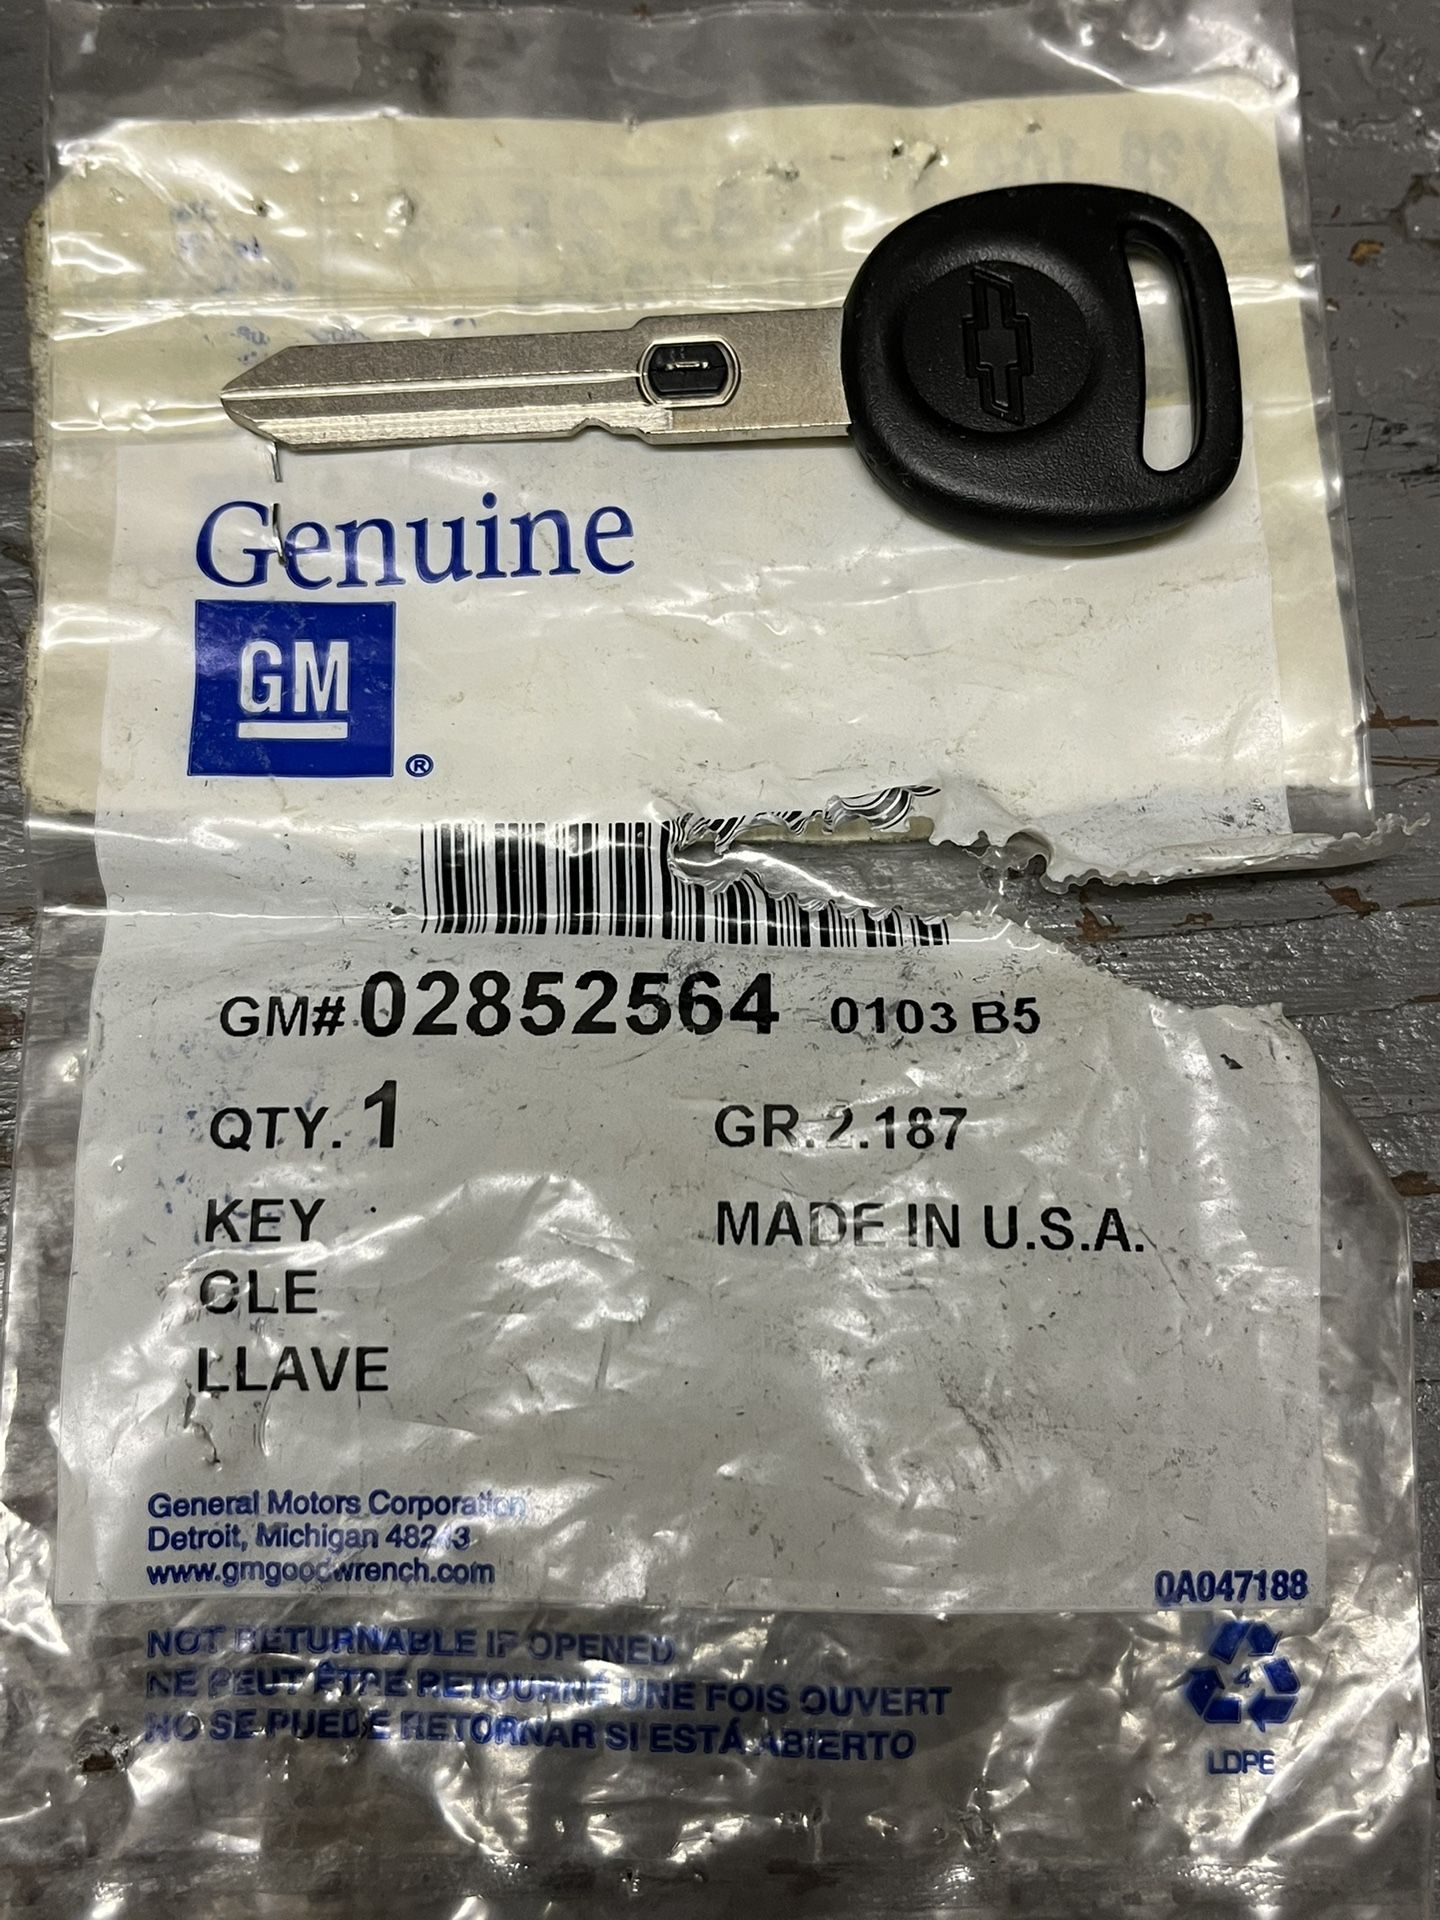 Genuine
GM
®
GM# 02852564 0103 B5
QTY. 1 GR. 2.187
KEY MADE IN U.S.A.
CLE
LLAVE
General Motors Corporation
Detroit, Michigan 48243
www.gmgoodwrench.com
0A047188
NOT RETURNABLE IF OPENED
NE PEUT ÊTRE RETOURNÉ UNE FOIS OUVERT
NO SE PUEDE RETORNAR SI ESTÁ ABIERTO
4
LDPE